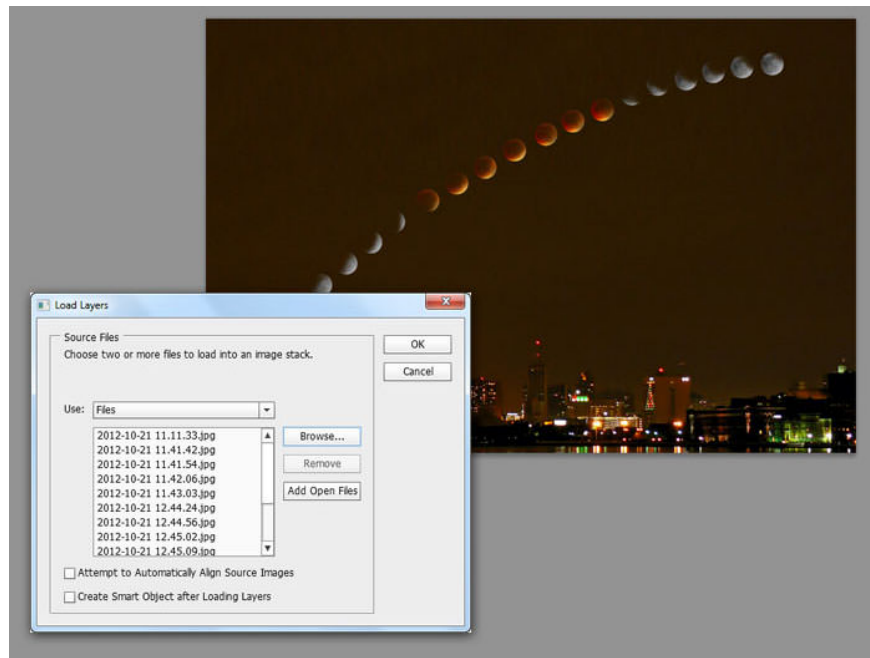 Load Layers
Source Files
Choose two or more files to load into an image stack.
OK
Cancel
Use: Files
2012-10-21 11.11.33.jpg
2012-10-21 11.41.42.jpg
2012-10-21 11.41.54.jpg
2012-10-21 11.42.06.jpg
2012-10-21 11.43.03.jpg
2012-10-21 12.44.24.jpg
2012-10-21 12.44.56.jpg
2012-10-21 12.45.02.jpg
2012-10-21 12.45.09.jpg
Browse...
Remove
Add Open Files
Attempt to Automatically Align Source Images
Create Smart Object after Loading Layers